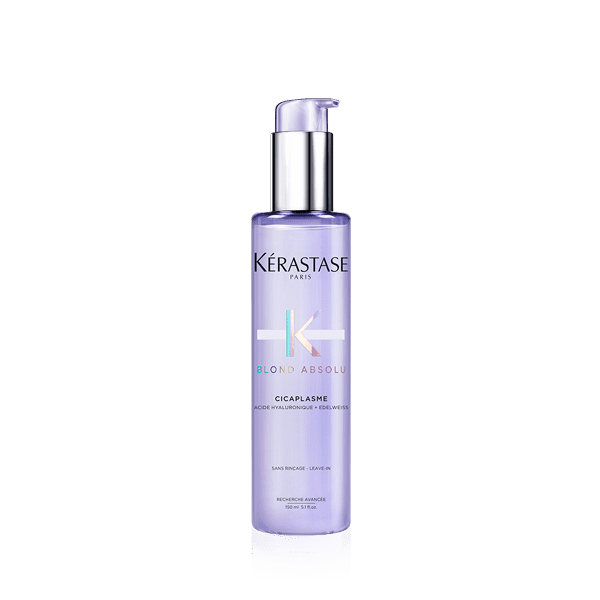 KÉRASTASE
PARIS
K
BLOND ABSOLU
CICAPLASME
ACIDE HYALURONIQUE + EDELWEISS
SANS RINÇAGE - LEAVE-IN
RECHERCHE AVANCÉE
150 ml 5.1 fl.oz